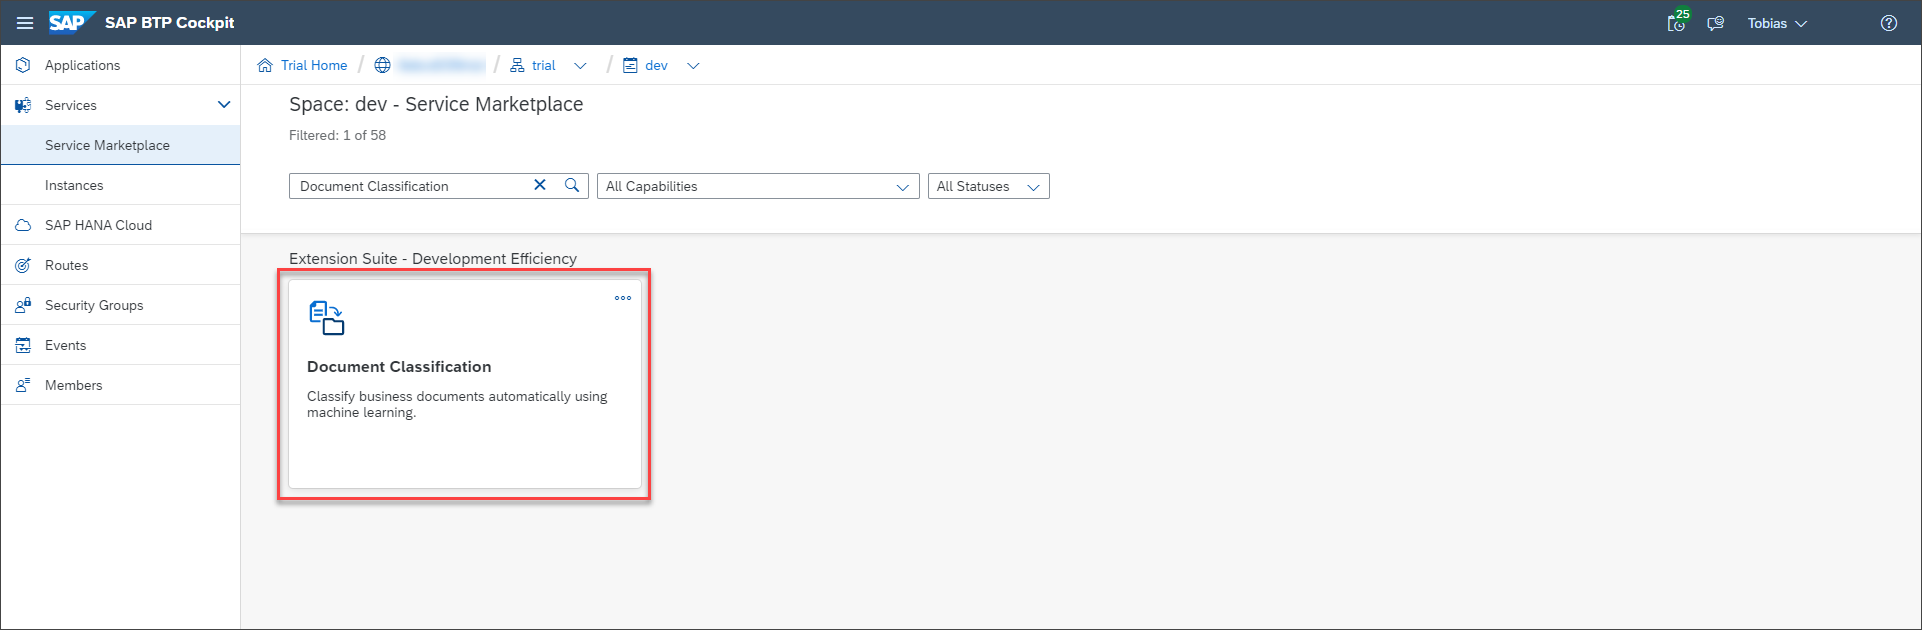 SAP SAP BTP Cockpit
25
Tobias
Applications
Services
Service Marketplace
Instances
SAP HANA Cloud
Routes
Security Groups
Events
Members
Trial Home / / trial / dev
Space: dev - Service Marketplace
Filtered: 1 of 58
Document Classification
All Capabilities
All Statuses
Extension Suite - Development Efficiency
Document Classification
Classify business documents automatically using
machine learning.